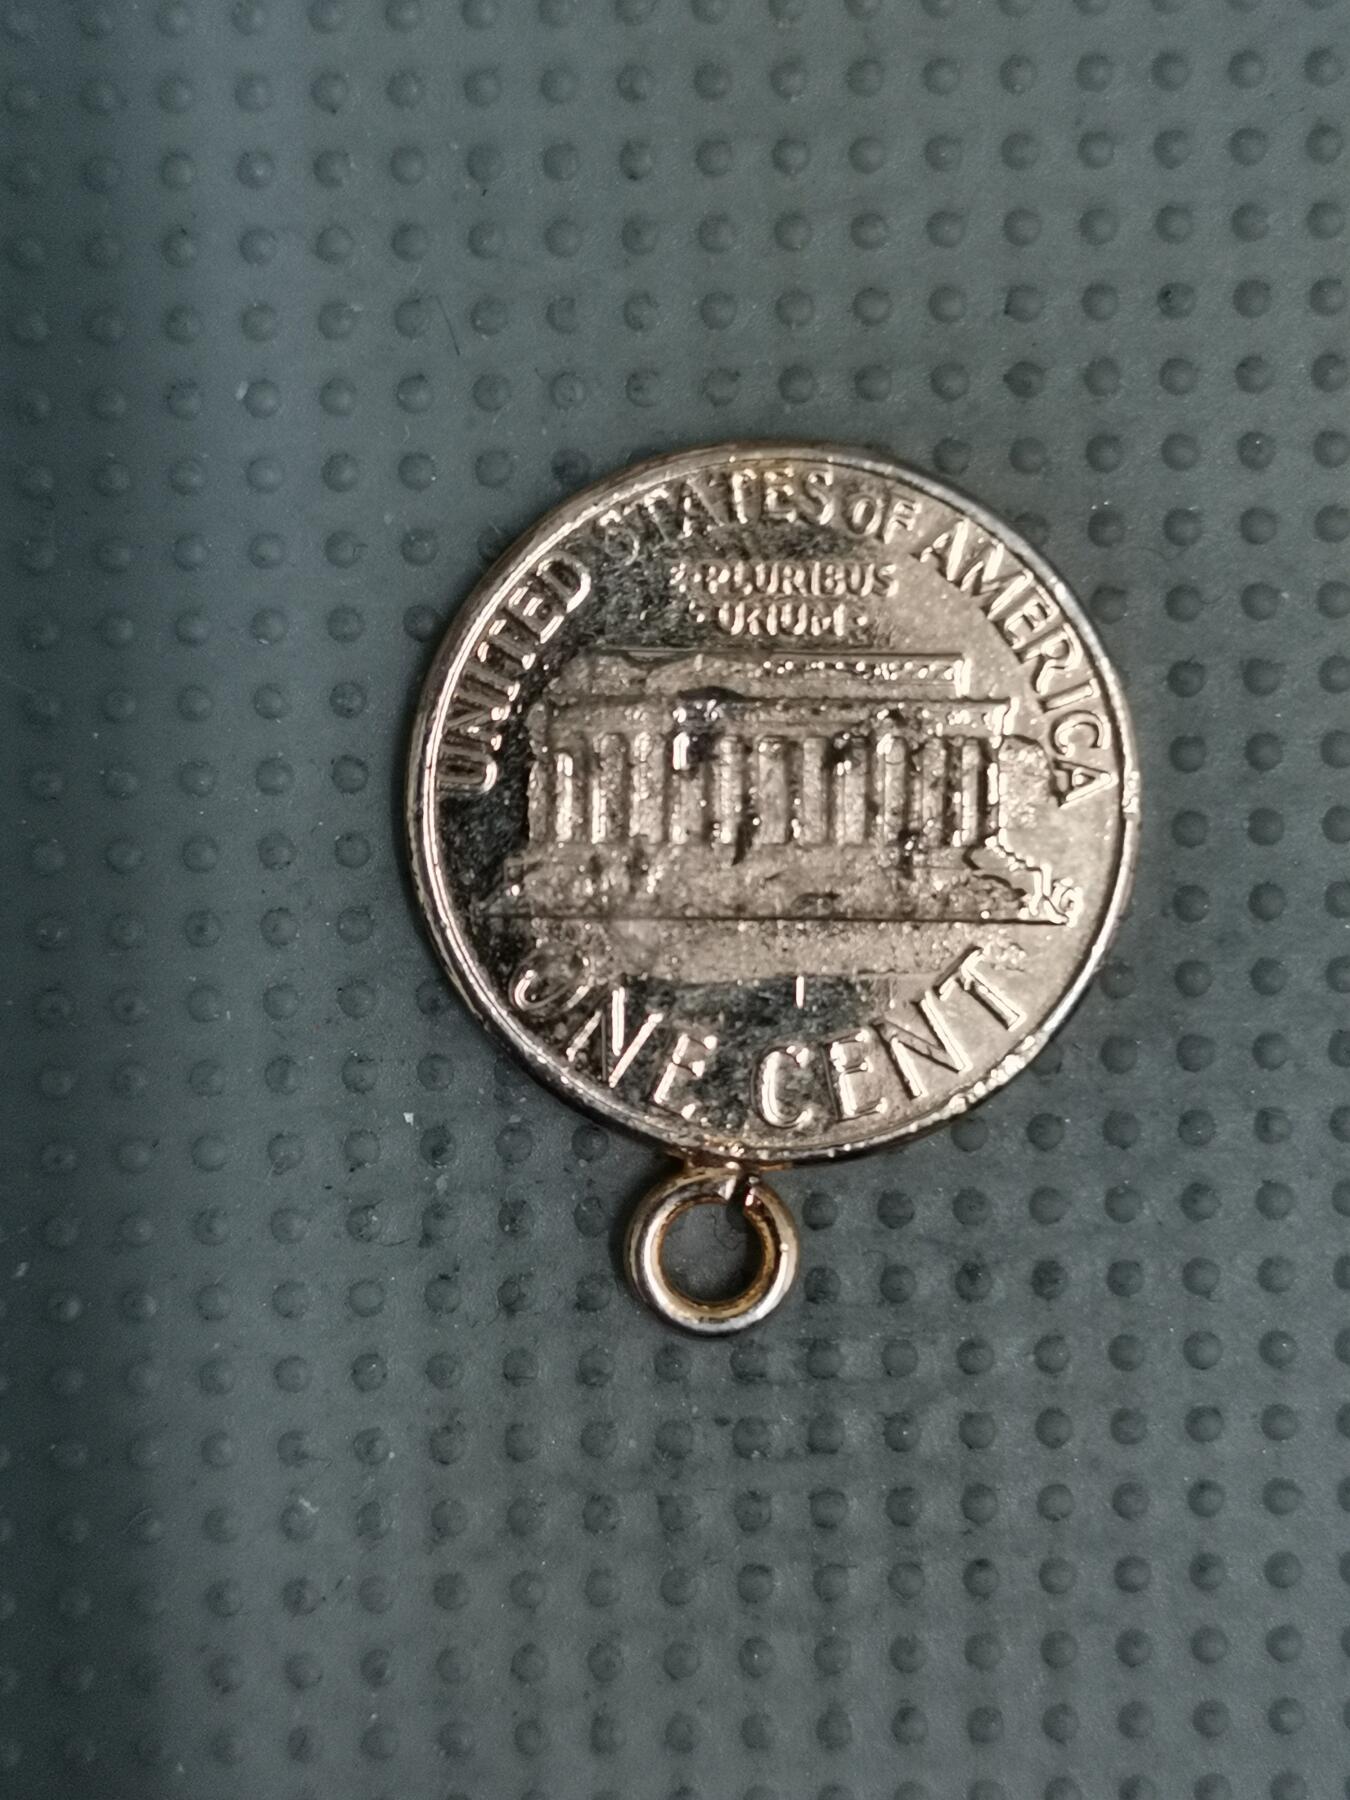 UNITED STATES OF AMERICA
E·PLURIBUS
·UNUM·
ONE CENT